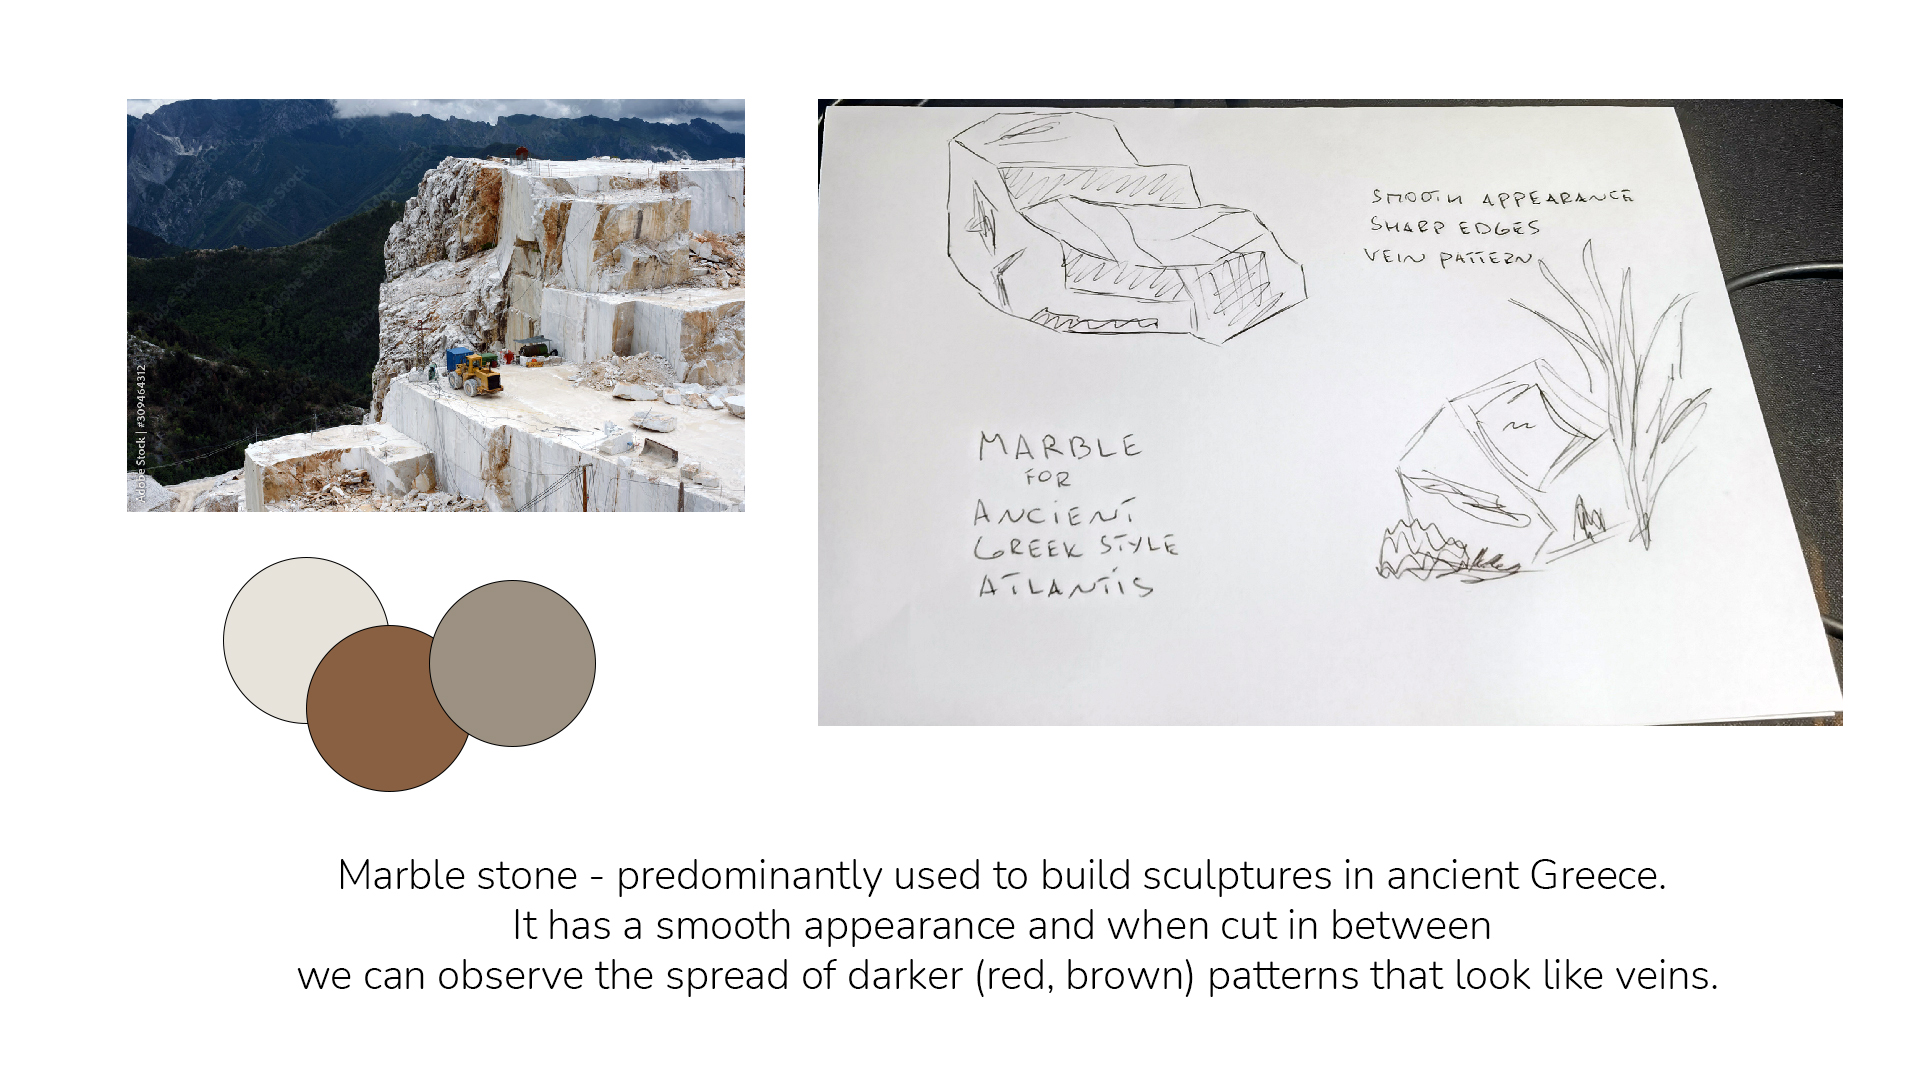 Adobe Stock | #309464312
SMOOTH APPEARANCE
SHARP EDGES
VEIN PATTERN
MARBLE
FOR
ANCIENT
GREEK STYLE
ATLANTIS
Marble stone - predominantly used to build sculptures in ancient Greece.
It has a smooth appearance and when cut in between
we can observe the spread of darker (red, brown) patterns that look like veins.